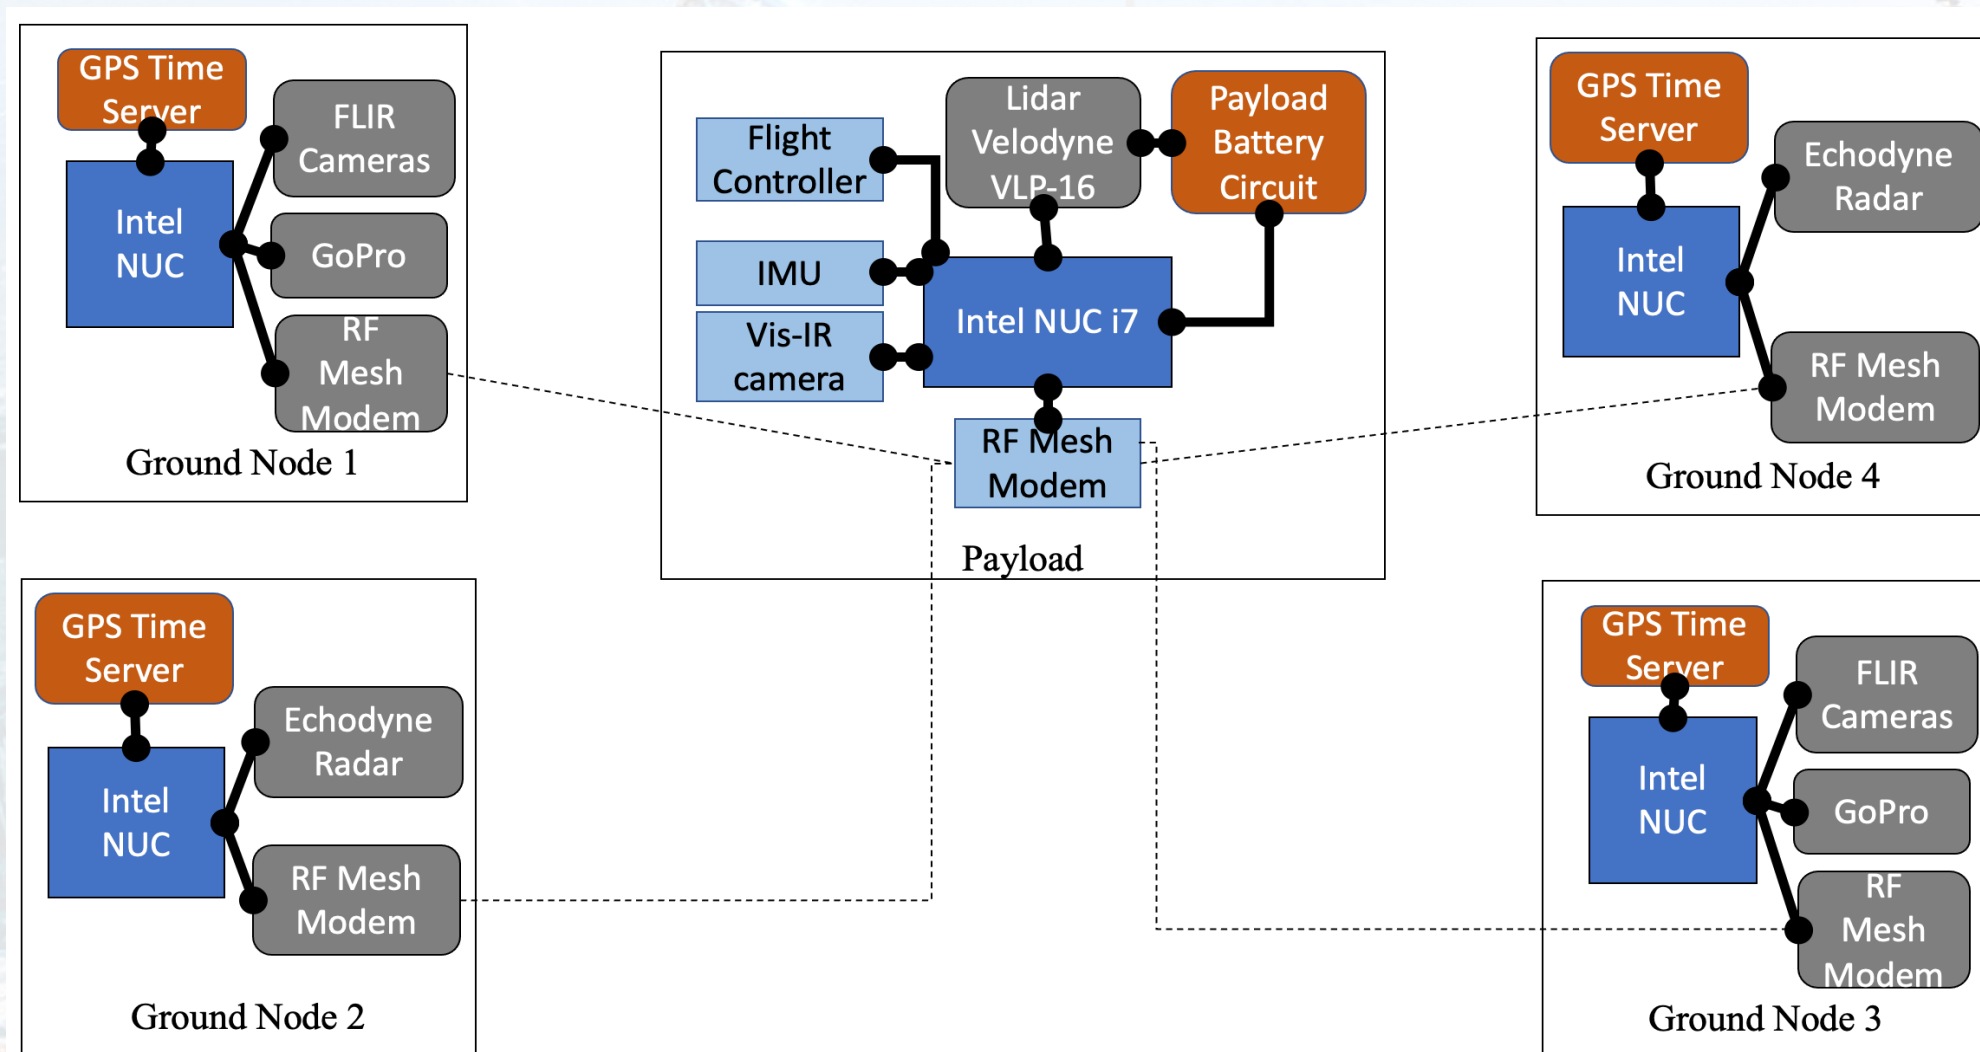 GPS Time
Server
FLIR
Cameras
Intel
NUC
GoPro
RF
Mesh
Modem
Ground Node 1
Flight
Controller
Lidar
Velodyne
VLP-16
Payload
Battery
Circuit
IMU
Vis-IR
camera
Intel NUC i7
RF Mesh
Modem
Payload
GPS Time
Server
Echodyne
Radar
Intel
NUC
RF Mesh
Modem
Ground Node 4
GPS Time
Server
Echodyne
Radar
Intel
NUC
RF Mesh
Modem
Ground Node 2
GPS Time
Server
FLIR
Cameras
Intel
NUC
GoPro
RF
Mesh
Modem
Ground Node 3